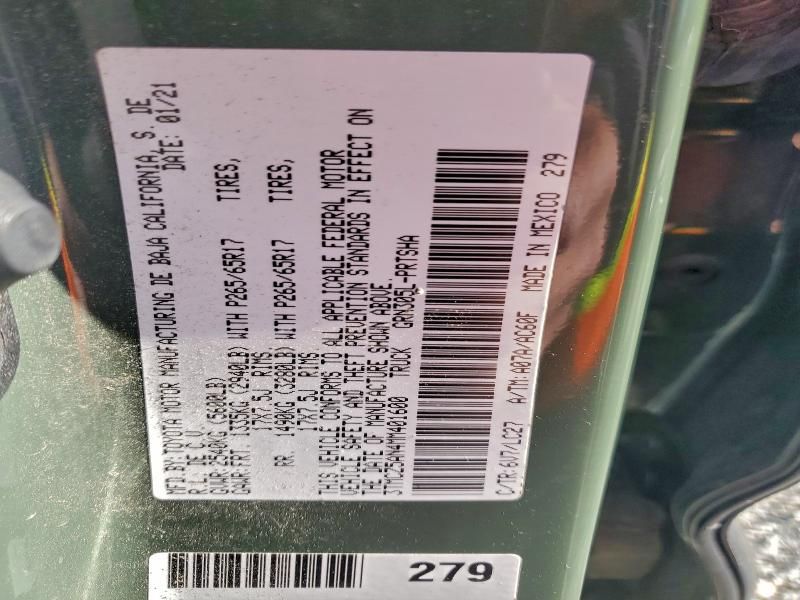 MFD BY: TOYOTA MOTOR MANUFACTURING DE BAJA CALIFORNIA, S. DE
R.L. DE C.V. DATE: 01/21
GVWR 2540KG (5600LB)
GAWR FRT 1335KG (2940LB) WITH P265/65R17 TIRES,
17X7.5J RIMS
RR. 1490KG (3280LB) WITH P265/65R17 TIRES,
17X7.5J RIMS
THIS VEHICLE CONFORMS TO ALL APPLICABLE FEDERAL MOTOR
VEHICLE SAFETY AND THEFT PREVENTION STANDARDS IN EFFECT ON
THE DATE OF MANUFACTURE SHOWN ABOVE.
3TMCZ5AN4MM401680 TRUCK GRN305L-PRTSHA
C/TR: 6V7/LC27 A/TM: A07A/AC60F MADE IN MEXICO 279
279